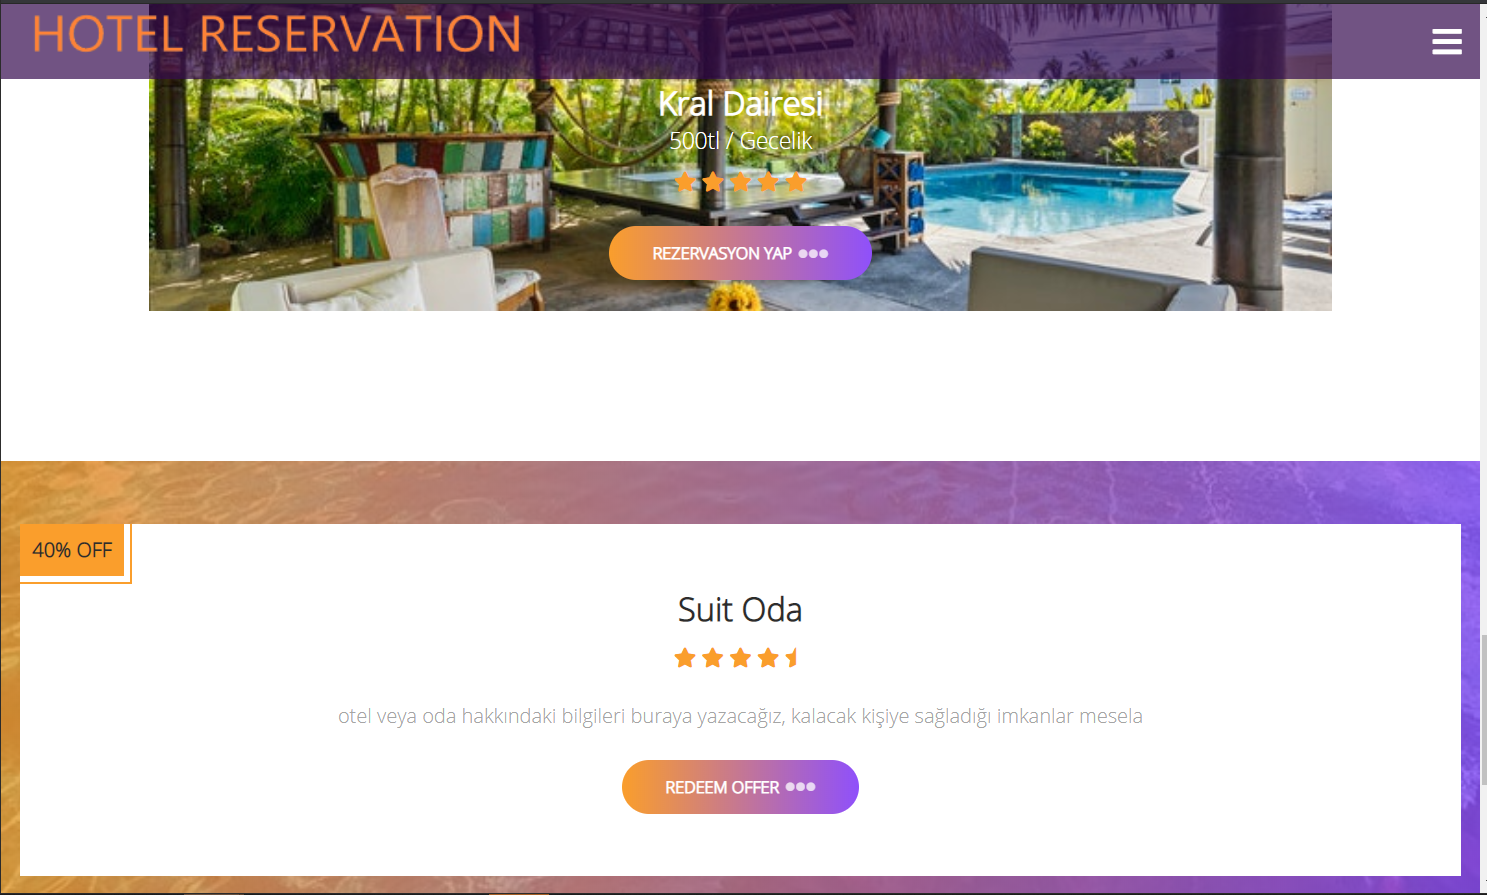 HOTEL RESERVATION
Kral Dairesi
500tl / Gecelik
REZERVASYON YAP
40% OFF
Suit Oda
otel veya oda hakkındaki bilgileri buraya yazacağız, kalacak kişiye sağladığı imkanlar mesela
REDEEM OFFER